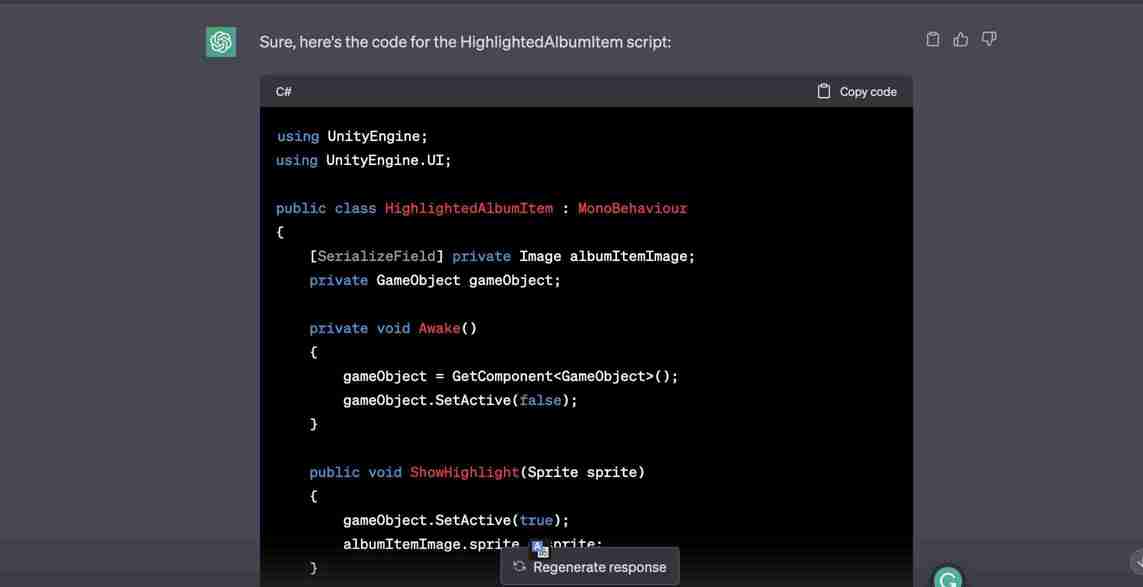 Sure, here's the code for the HighlightedAlbumItem script:
C# Copy code
using UnityEngine;
using UnityEngine.UI;
public class HighlightedAlbumItem : MonoBehaviour
{
[SerializeField] private Image albumItemImage;
private GameObject gameObject;
private void Awake()
{
gameObject = GetComponent<GameObject>();
gameObject.SetActive(false);
}
public void ShowHighlight(Sprite sprite)
{
gameObject.SetActive(true);
albumItemImage.sprite
}
Regenerate response